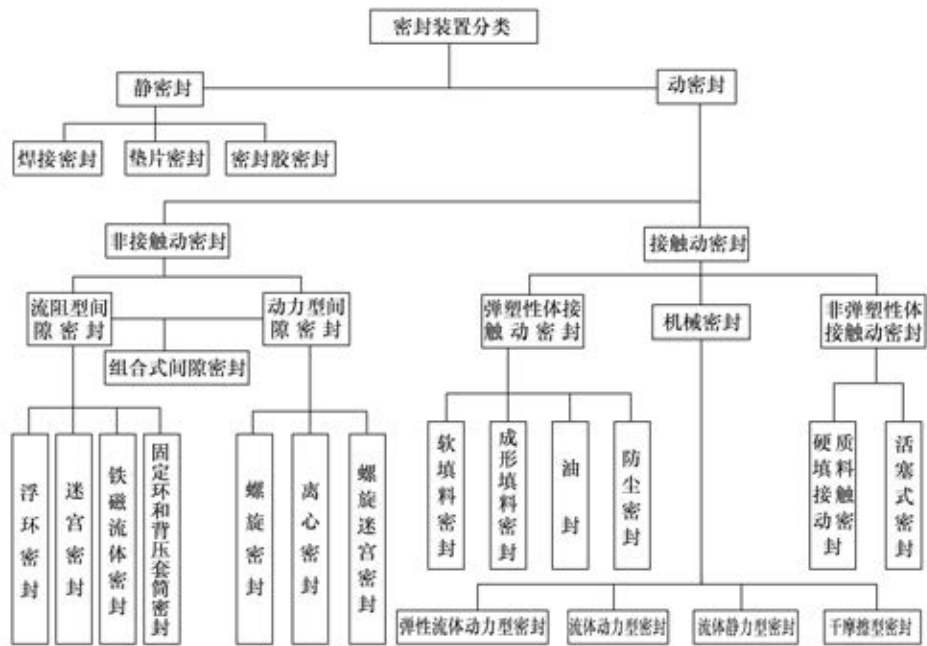 密封装置分类
静密封
动密封
焊接密封
垫片密封
密封胶密封
非接触动密封
接触动密封
流阻型间
隙密封
动力型间
隙密封
组合式间隙密封
弹塑性体接
触动密封
机械密封
非弹塑性体
接触动密封
浮环密封
迷宫密封
铁磁流体密封
固定环和背压套筒密封
螺旋密封
离心密封
螺旋迷宫密封
软填料密封
成形填料密封
油封
防尘密封
硬填接动
质料触密封
活塞式密封
弹性流体动力型密封
流体动力型密封
流体静力型密封
干摩擦型密封